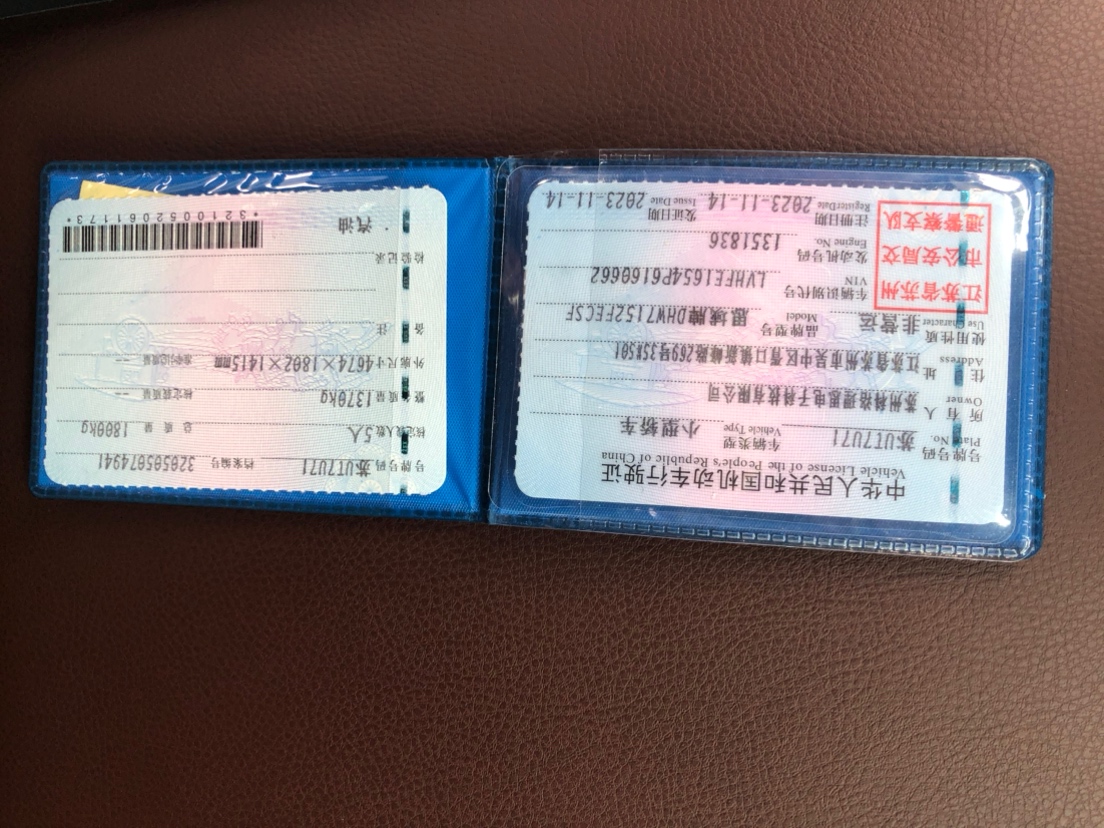 中华人民共和国机动车行驶证
Vehicle License of the People's Republic of China
号牌号码 苏U17U71 车辆类型 小型轿车
Plate No. Vehicle Type
所有人
Owner
住址
Address
使用性质 非营运 品牌型号 思域牌DHW7152FECSF
Use Character Model
江苏省苏州
市公安局交
通警察支队
车辆识别代号 LVHFE1654P6160662
VIN
发动机号码 1351836
Engine No.
注册日期 2023-11-14 发证日期 2023-11-14
Register Date Issue Date
号牌号码 苏U17U71 档案编号 320505074941
核定载人数 5人 总质量 1800kg
整备质量 1370kg 核定载质量 --
外廓尺寸 4674×1802×1415mm 准牵引总质量 --
备注
检验记录
汽油
*3210052061173*